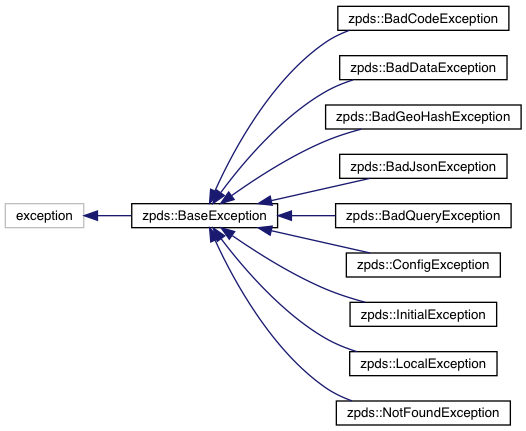 zpds::BadCodeException
zpds::BadDataException
zpds::BadGeoHashException
zpds::BadJsonException
exception
zpds::BaseException
zpds::BadQueryException
zpds::ConfigException
zpds::InitialException
zpds::LocalException
zpds::NotFoundException